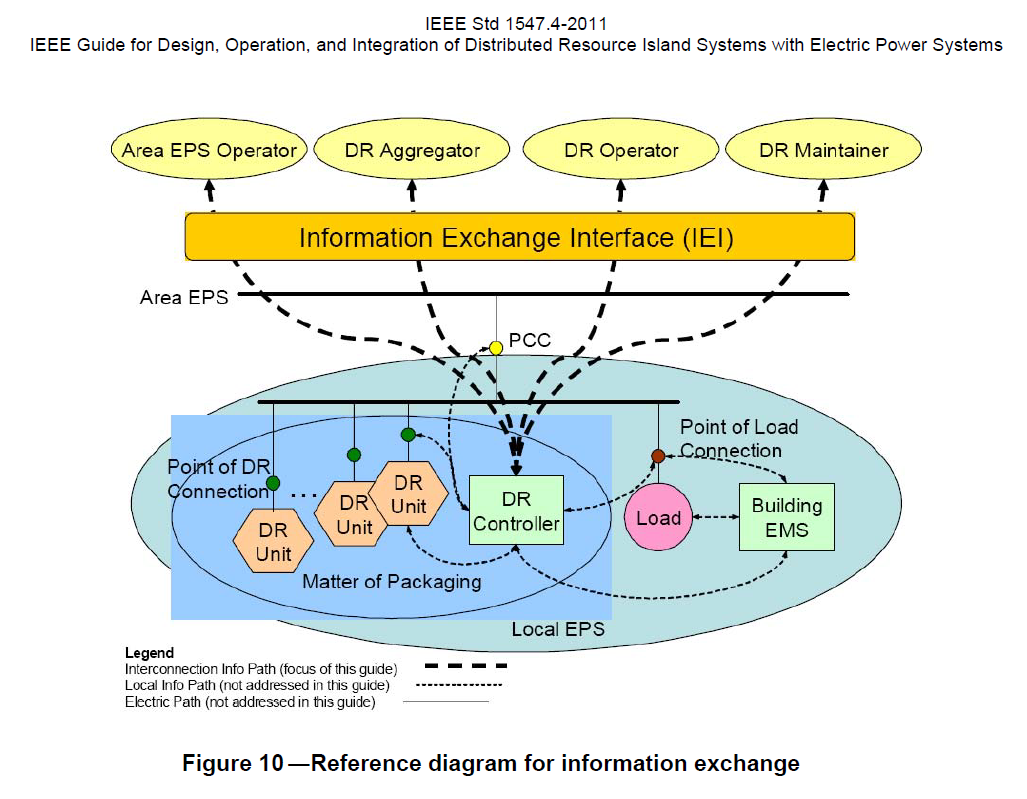 IEEE Std 1547.4-2011
IEEE Guide for Design, Operation, and Integration of Distributed Resource Island Systems with Electric Power Systems
Area EPS Operator
DR Aggregator
DR Operator
DR Maintainer
Information Exchange Interface (IEI)
Area EPS
PCC
Point of Load
Connection
Point of DR
Connection
...
DR
Unit
DR
Unit
DR
Unit
DR
Controller
Load
Building
EMS
Matter of Packaging
Local EPS
Legend
Interconnection Info Path (focus of this guide)
Local Info Path (not addressed in this guide)
Electric Path (not addressed in this guide)
Figure 10—Reference diagram for information exchange